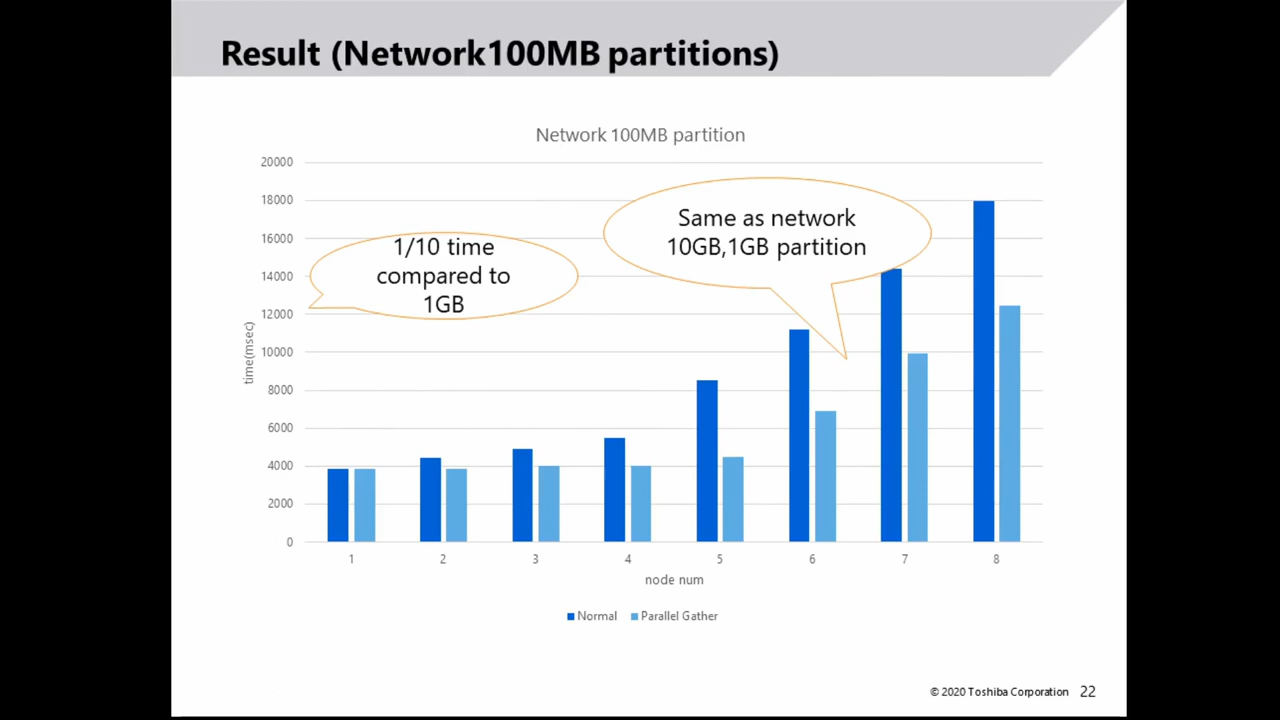 Result (Network100MB partitions)
Network 100MB partition
20000
18000
16000
14000
12000
10000
8000
6000
4000
2000
0
time(msec)
1/10 time
compared to
1GB
Same as network
10GB,1GB partition
1 2 3 4 5 6 7 8
node num
Normal Parallel Gather
© 2020 Toshiba Corporation 22